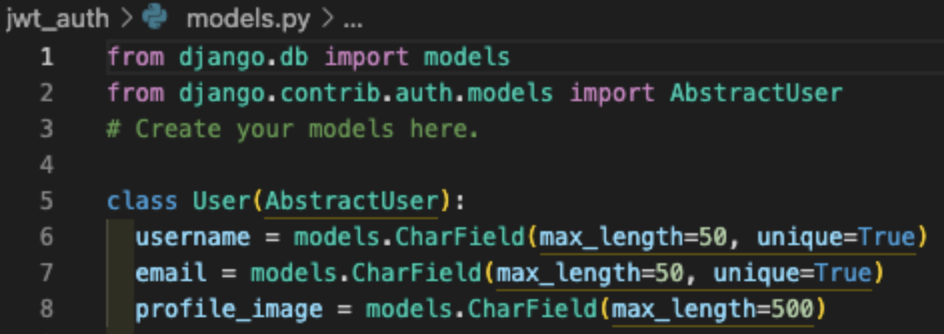 jwt_auth > models.py > ...
1 from django.db import models
2 from django.contrib.auth.models import AbstractUser
3 # Create your models here.
4
5 class User(AbstractUser):
6   username = models.CharField(max_length=50, unique=True)
7   email = models.CharField(max_length=50, unique=True)
8   profile_image = models.CharField(max_length=500)